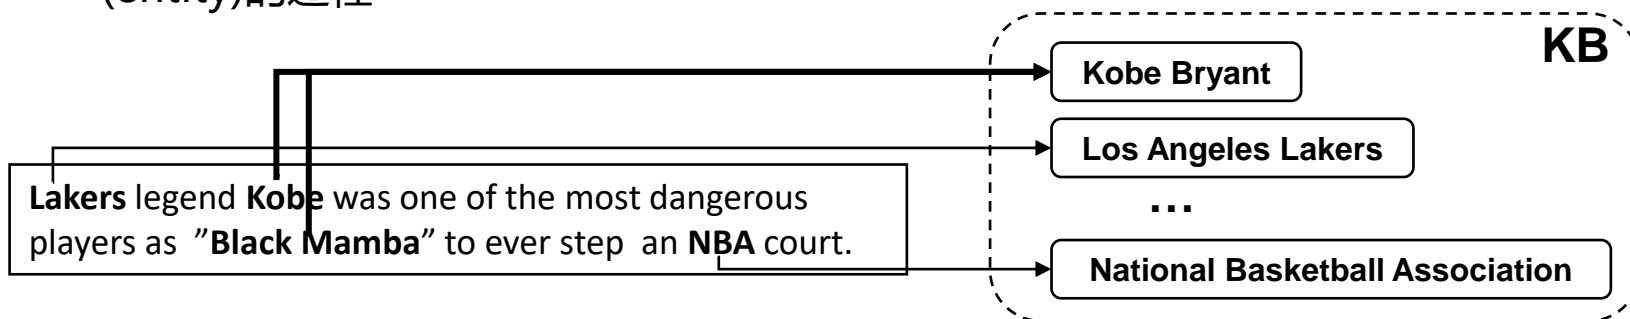 (entity)的过程
KB
Kobe Bryant
Los Angeles Lakers
...
Lakers legend Kobe was one of the most dangerous
players as ”Black Mamba” to ever step an NBA court.
National Basketball Association